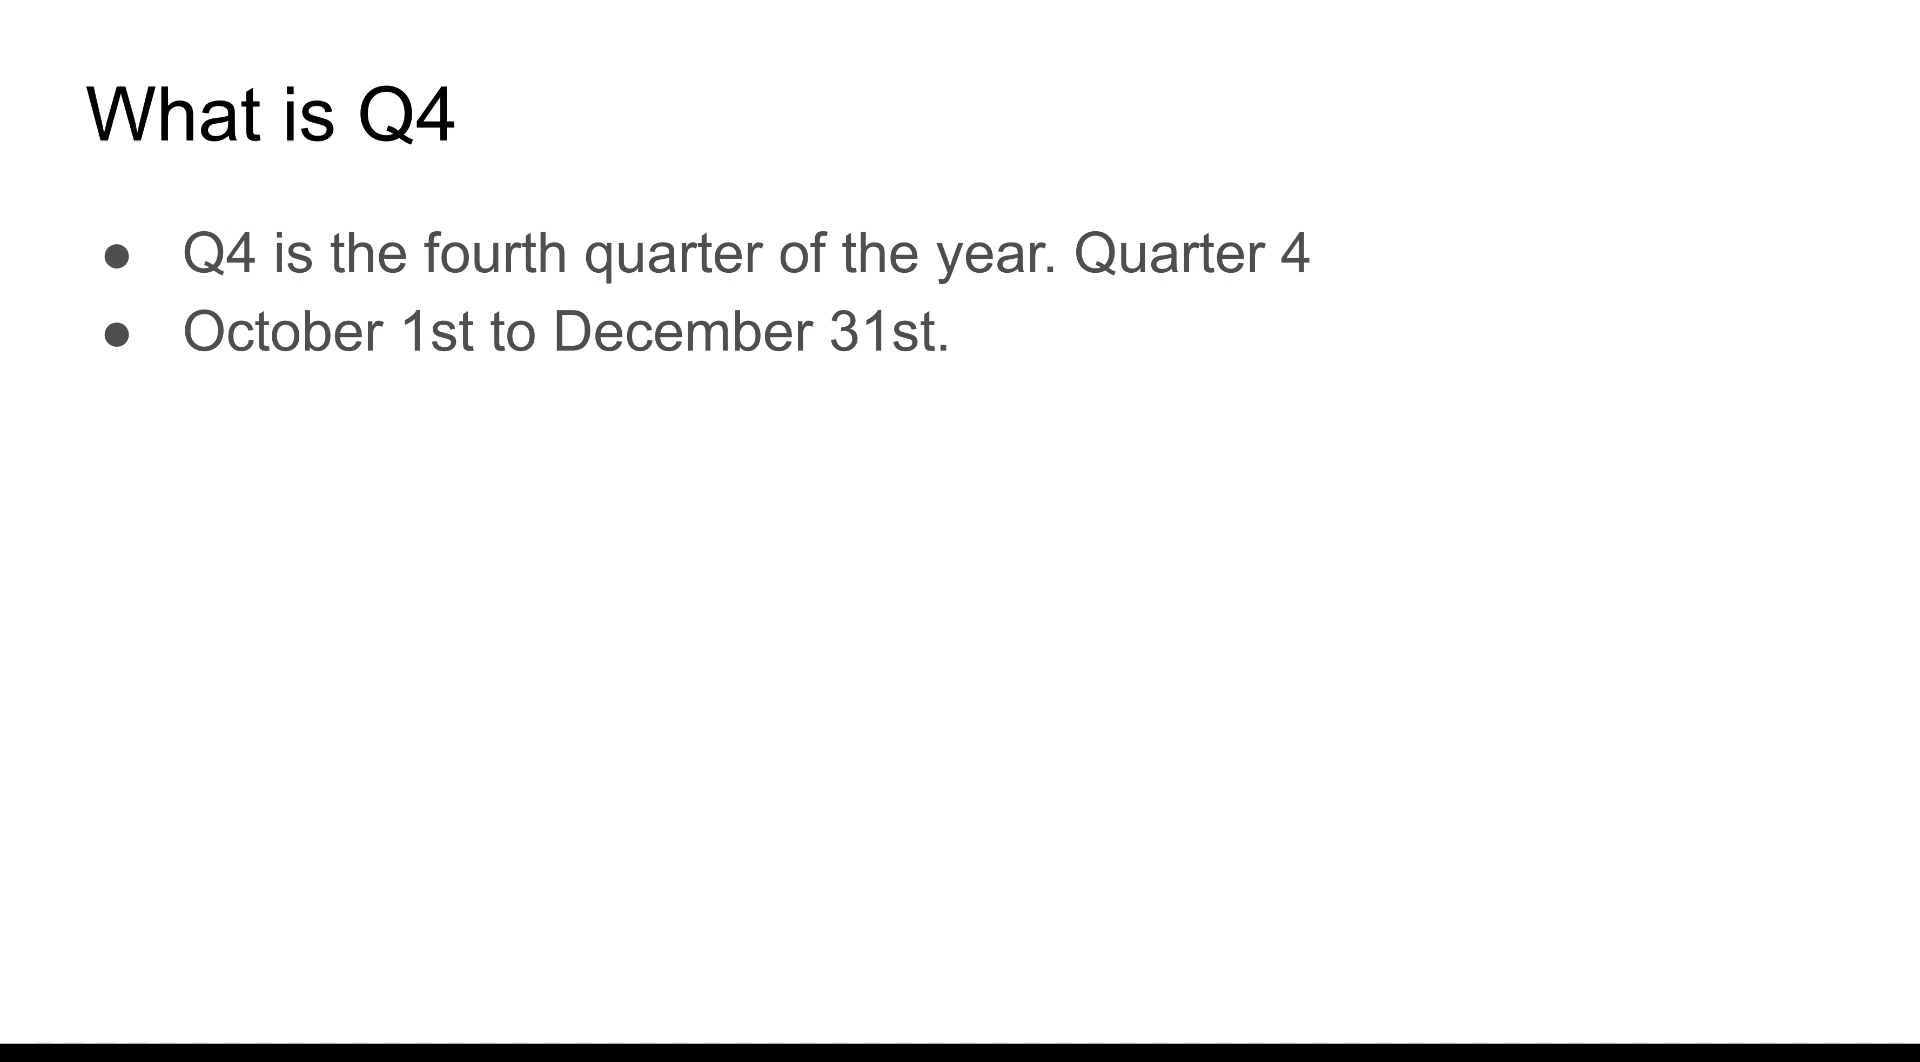 What is Q4
● Q4 is the fourth quarter of the year. Quarter 4
● October 1st to December 31st.